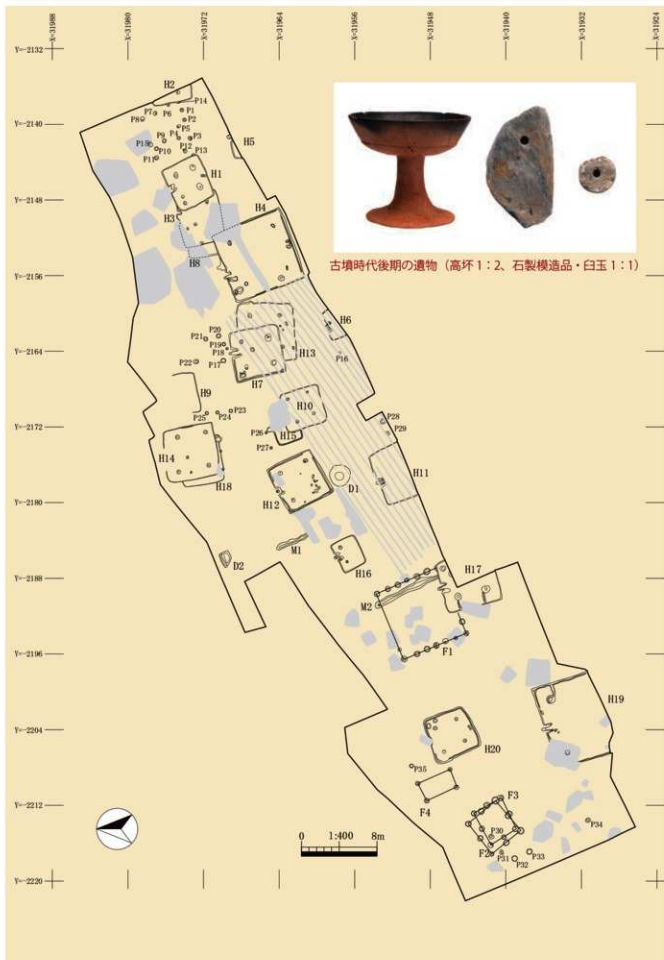 X=31988
X=31980
X=31972
X=31964
X=31956
X=31948
X=31940
X=31932
X=31924
Y=-2132
H2
P14
P7
P6
P1
P8
P2
Y=-2140
P5
P4
P3
P9
P15
P12
H5
P10
P13
P11
H1
Y=-2148
H4
H3
古墳時代後期の遺物(高坏1:2、石製模造品・臼玉1:1)
H8
Y=-2156
P20
H6
P21
P19
P18
H13
P16
Y=-2164
P22
P17
H7
H9
H10
P23
P25
P24
P28
Y=-2172
P26
H15
P29
P27
H14
H11
H18
H12
D1
Y=-2180
M1
D2
H16
H17
Y=-2188
M2
F1
Y=-2196
H19
Y=-2204
H20
P35
F3
F4
Y=-2212
P30
P34
0 1:400 8m
F2
P31
P33
P32
Y=-2220